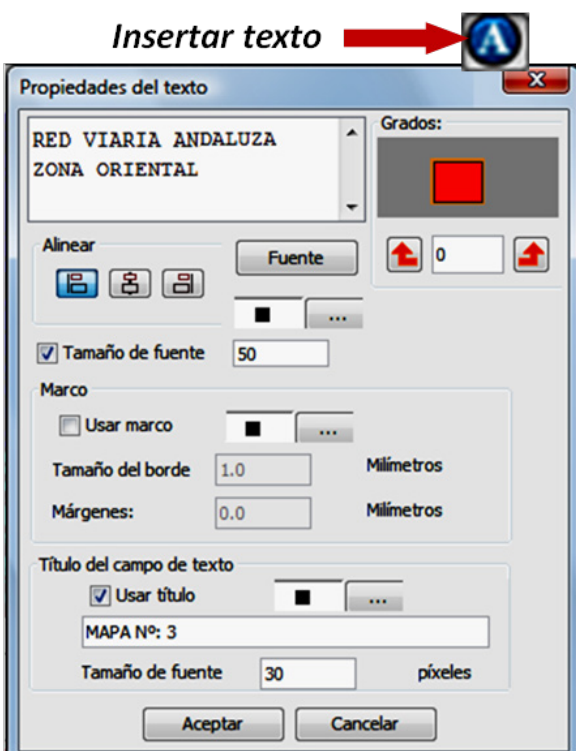 Insertar texto
A
Propiedades del texto
RED VIARIA ANDALUZA
ZONA ORIENTAL
Grados:
0
Alinear
Fuente
...
Tamaño de fuente 50
Marco
Usar marco ...
Tamaño del borde 1.0 Milímetros
Márgenes: 0.0 Milímetros
Título del campo de texto
Usar título ...
MAPA Nº: 3
Tamaño de fuente 30 píxeles
Aceptar Cancelar